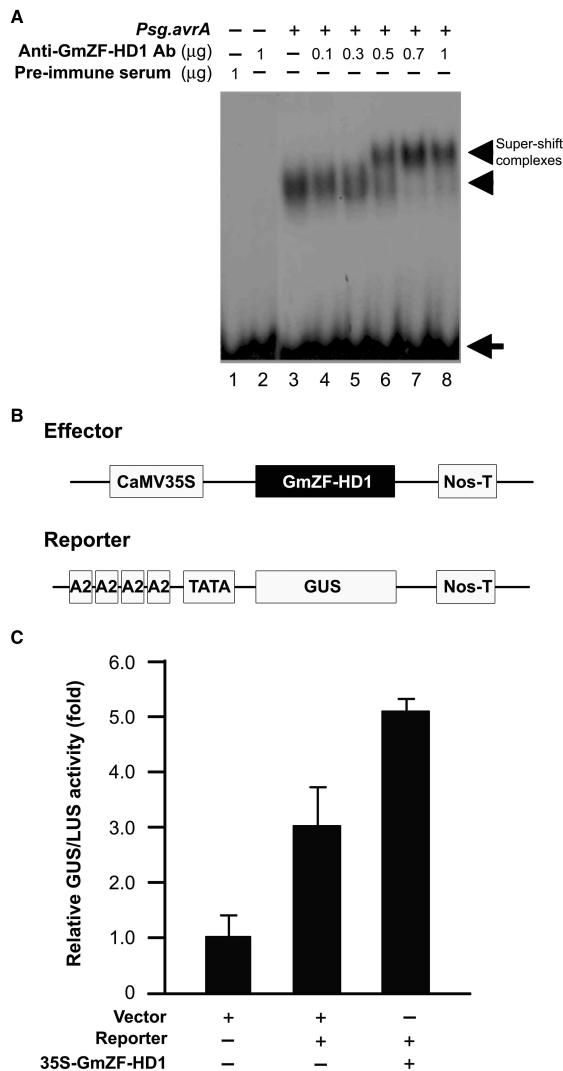 A
Psg.avrA – – + + + + + +
Anti-GmZF-HD1 Ab (μg) – 1 – 0.1 0.3 0.5 0.7 1
Pre-immune serum (μg) 1 – – – – – – –
Super-shift
complexes
1 2 3 4 5 6 7 8
B
Effector
CaMV35S GmZF-HD1 Nos-T
Reporter
A2 A2 A2 A2 TATA GUS Nos-T
C
Relative GUS/LUS activity (fold)
6.0
5.0
4.0
3.0
2.0
1.0
0
Vector + + –
Reporter – + +
35S-GmZF-HD1 – – +